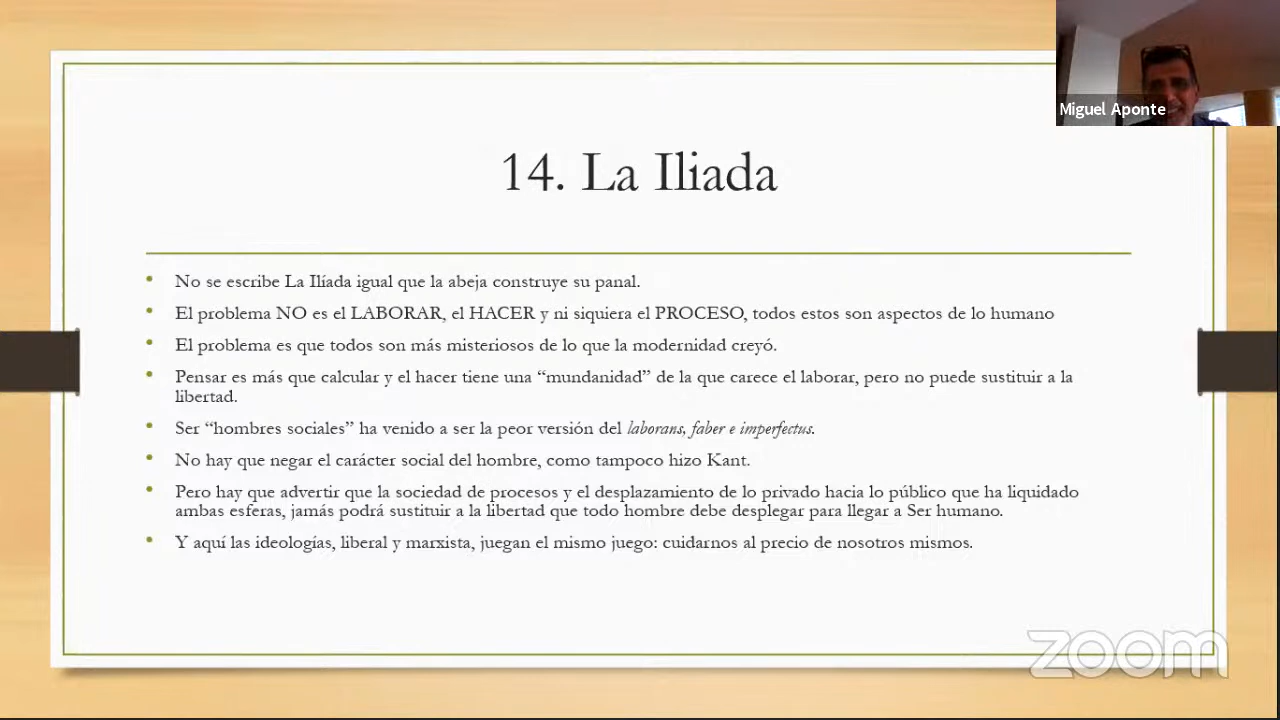 Miguel Aponte
14. La Iliada
• No se escribe La Ilíada igual que la abeja construye su panal.
• El problema NO es el LABORAR, el HACER y ni siquiera el PROCESO, todos estos son aspectos de lo humano
• El problema es que todos son más misteriosos de lo que la modernidad creyó.
• Pensar es más que calcular y el hacer tiene una “mundanidad” de la que carece el laborar, pero no puede sustituir a la
libertad.
• Ser “hombres sociales” ha venido a ser la peor versión del laborans, faber e imperfectus.
• No hay que negar el carácter social del hombre, como tampoco hizo Kant.
• Pero hay que advertir que la sociedad de procesos y el desplazamiento de lo privado hacia lo público que ha liquidado
ambas esferas, jamás podrá sustituir a la libertad que todo hombre debe desplegar para llegar a Ser humano.
• Y aquí las ideologías, liberal y marxista, juegan el mismo juego: cuidarnos al precio de nosotros mismos.
zoom